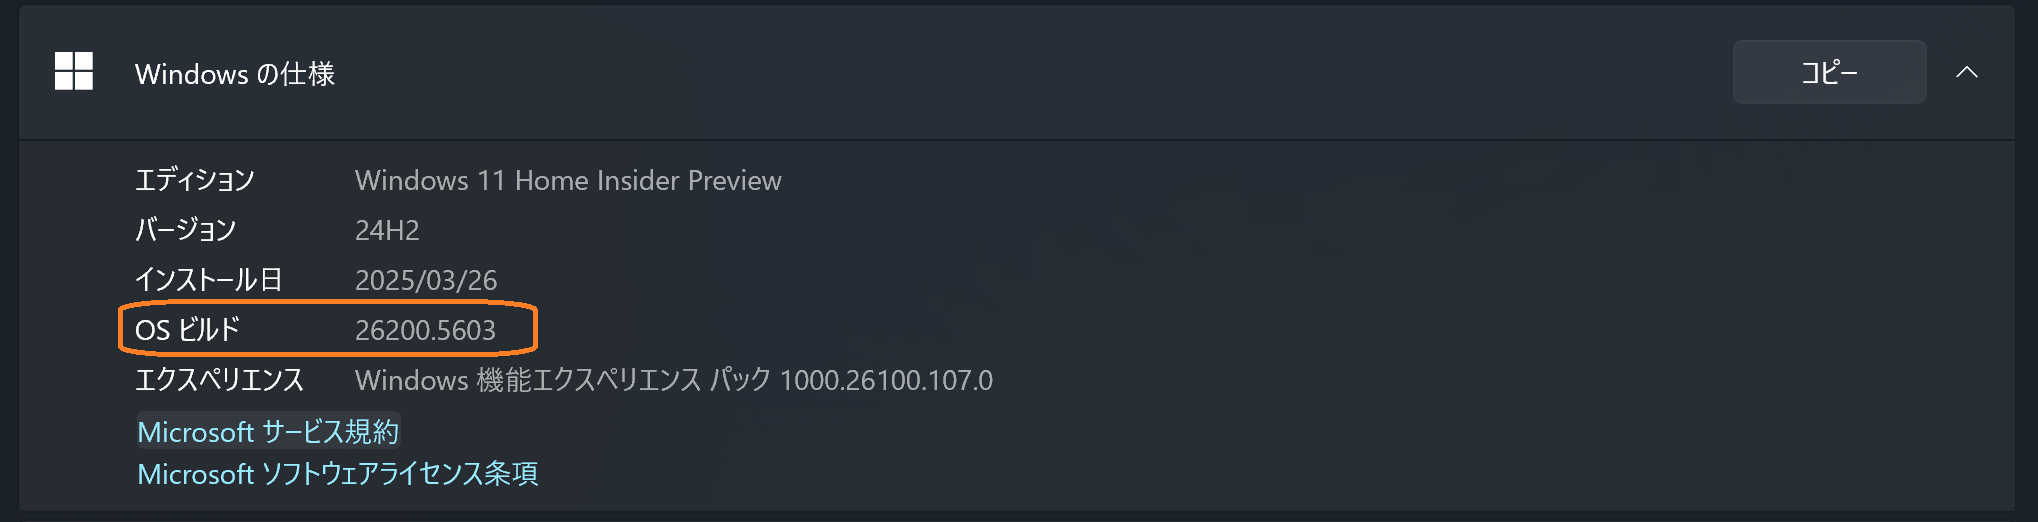 Windows の仕様
コピー
エディション Windows 11 Home Insider Preview
バージョン 24H2
インストール日 2025/03/26
OS ビルド 26200.5603
エクスペリエンス Windows 機能エクスペリエンス パック 1000.26100.107.0
Microsoft サービス規約
Microsoft ソフトウェアライセンス条項